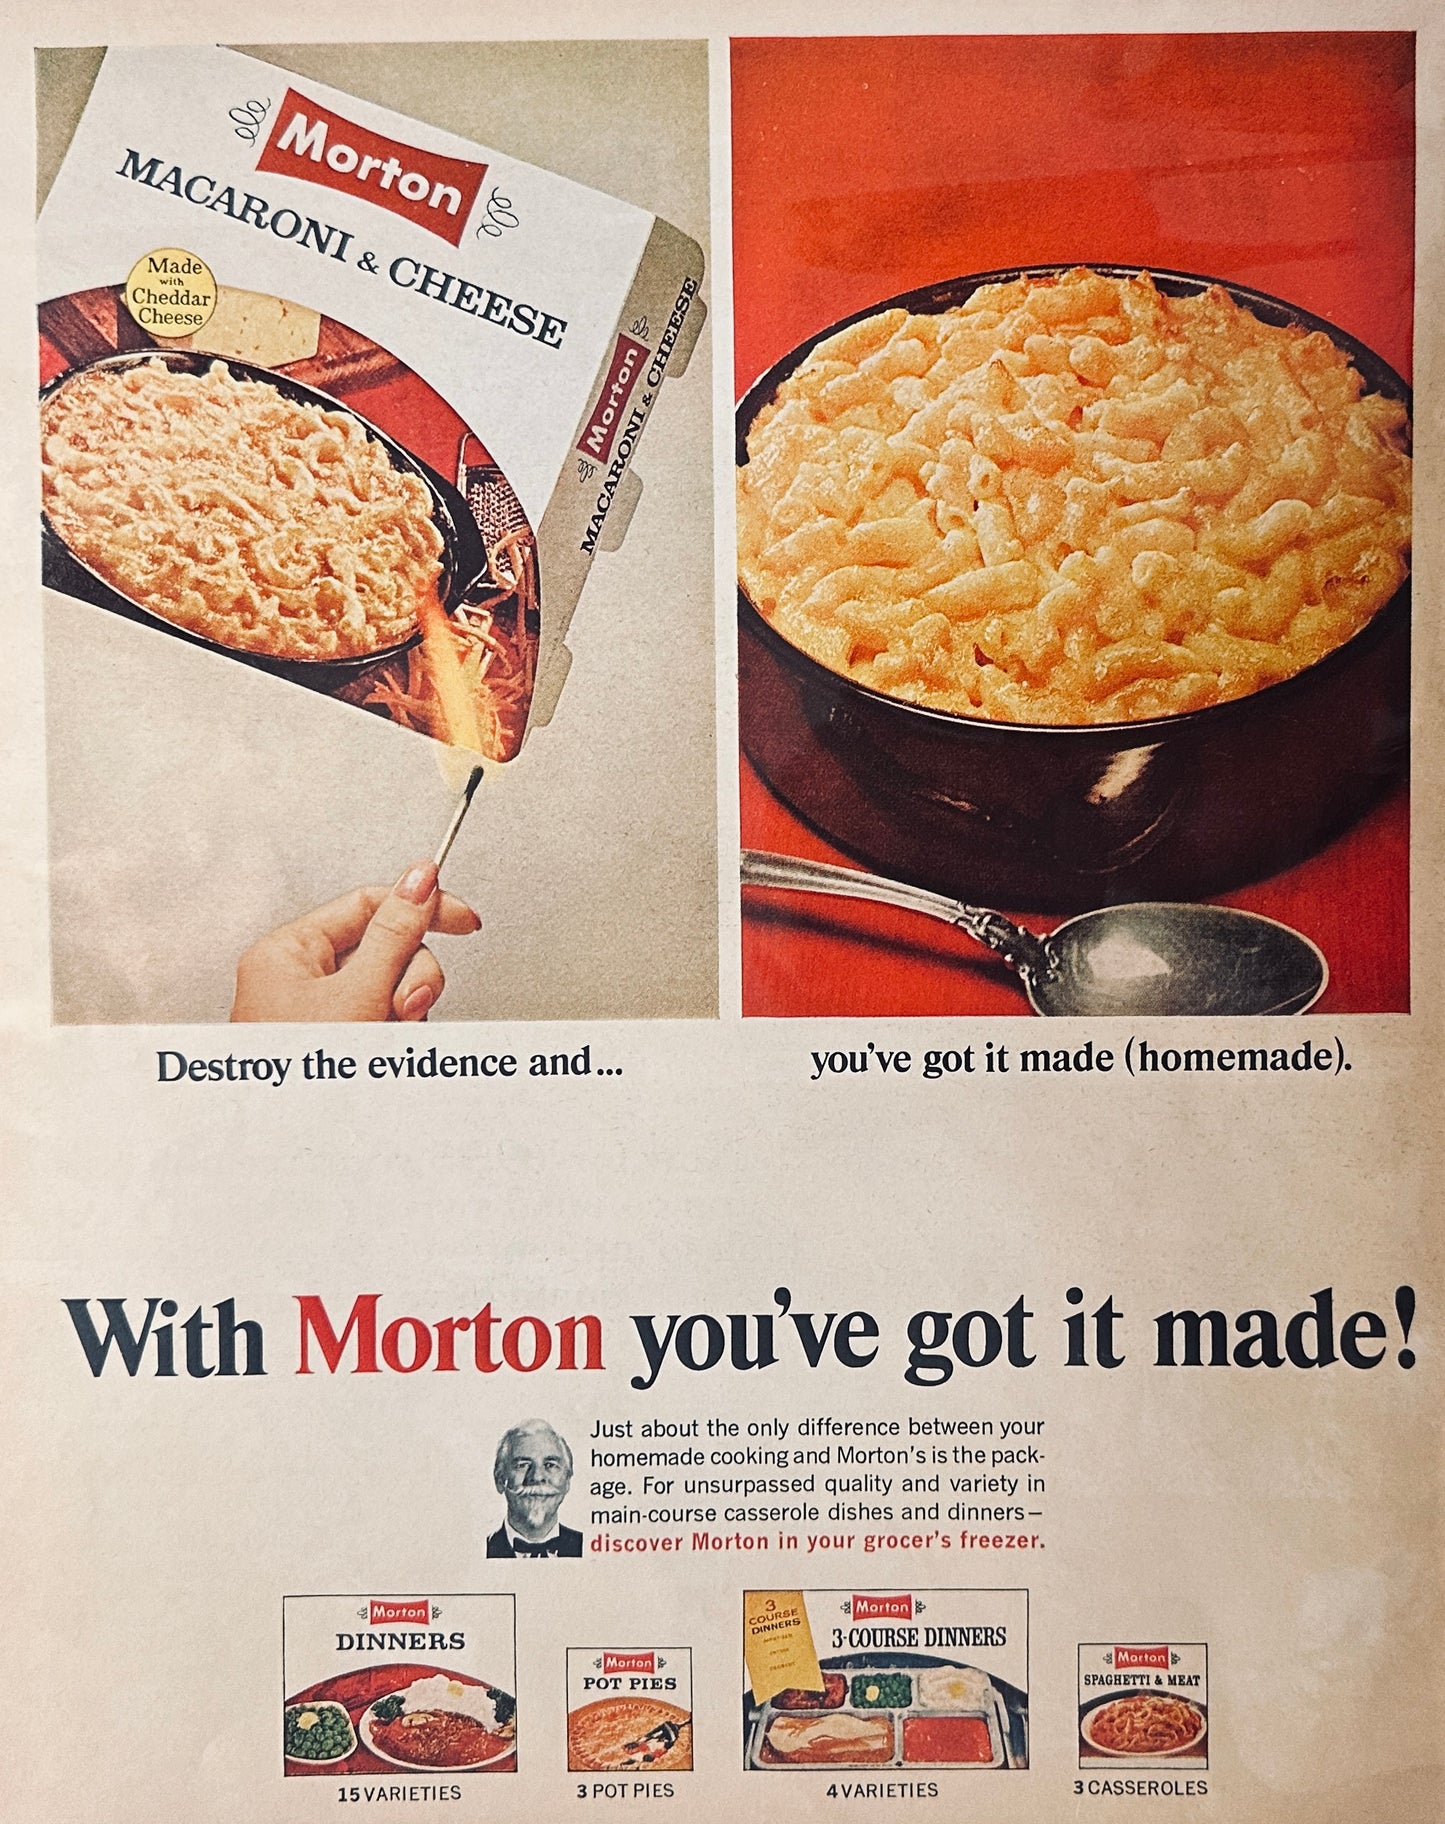 Morton
MACARONI & CHEESE
Made
with
Cheddar
Cheese
Morton
MACARONI & CHEESE
Destroy the evidence and...
you've got it made (homemade).
With Morton you've got it made!
Just about the only difference between your
homemade cooking and Morton's is the pack-
age. For unsurpassed quality and variety in
main-course casserole dishes and dinners—
discover Morton in your grocer's freezer.
Morton
DINNERS
15 VARIETIES
Morton
POT PIES
3 POT PIES
3
COURSE
DINNERS
Morton
3-COURSE DINNERS
4 VARIETIES
Morton
SPAGHETTI & MEAT
3 CASSEROLES